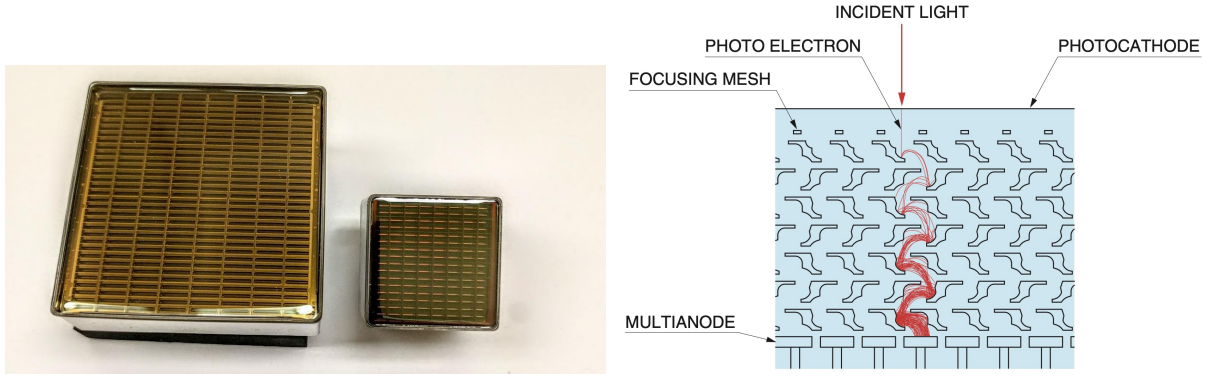 INCIDENT LIGHT
PHOTO ELECTRON
PHOTOCATHODE
FOCUSING MESH
MULTIANODE